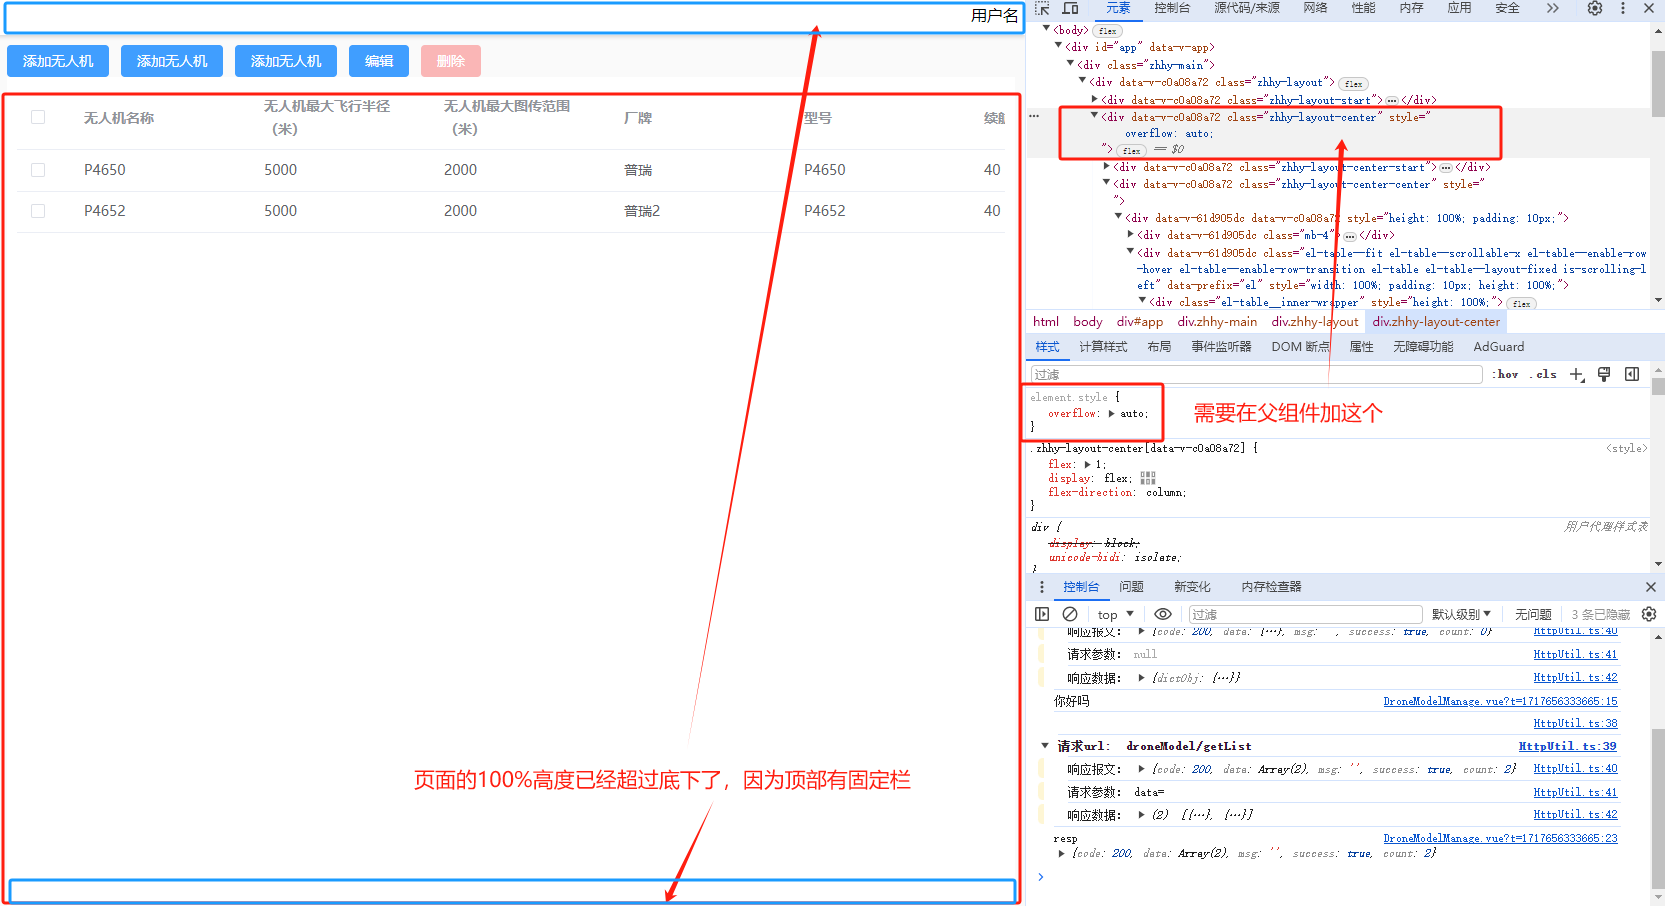 用户名
添加无人机 添加无人机 添加无人机 编辑 删除
无人机名称 无人机最大飞行半径（米） 无人机最大图传范围（米） 厂牌 型号 续航
P4650 5000 2000 普瑞 P4650 40
P4652 5000 2000 普瑞2 P4652 40
页面的100%高度已经超过底下了，因为顶部有固定栏
元素 控制台 源代码/来源 网络 性能 内存 应用 安全
▼<body> flex
▼<div id="app" data-v-app>
▼<div class="zhhy-main">
▼<div data-v-c0a08a72 class="zhhy-layout"> flex
▶<div data-v-c0a08a72 class="zhhy-layout-start">…</div>
▼<div data-v-c0a08a72 class="zhhy-layout-center" style="
overflow: auto;
"> flex == $0
▶<div data-v-c0a08a72 class="zhhy-layout-center-start">…</div>
▼<div data-v-c0a08a72 class="zhhy-layout-center-center" style="
">
▼<div data-v-61d905dc data-v-c0a08a72 style="height: 100%; padding: 10px;">
▶<div data-v-61d905dc class="mb-4">…</div>
▼<div data-v-61d905dc class="el-table--fit el-table--scrollable-x el-table--enable-row
-hover el-table--enable-row-transition el-table el-table--layout-fixed is-scrolling-l
eft" data-prefix="el" style="width: 100%; padding: 10px; height: 100%;">
▼<div class="el-table__inner-wrapper" style="height: 100%;"> flex
html body div#app div.zhhy-main div.zhhy-layout div.zhhy-layout-center
样式 计算样式 布局 事件监听器 DOM 断点 属性 无障碍功能 AdGuard
过滤 :hov .cls
element.style {
overflow: ▶ auto;
}
需要在父组件加这个
.zhhy-layout-center[data-v-c0a08a72] { <style>
flex: ▶ 1;
display: flex;
flex-direction: column;
}
div { 用户代理样式表
display: block;
unicode-bidi: isolate;
}
控制台 问题 新变化 内存检查器
top ▼ 过滤 默认级别 ▼ 无问题 3 条已隐藏
响应报文: ▶ {code: 200, data: {…}, msg: '', success: true, count: 0} HttpUtil.ts:40
请求参数: null HttpUtil.ts:41
响应数据: ▶ {dictObj: {…}} HttpUtil.ts:42
你好吗 DroneModelManage.vue?t=1717656333665:15
HttpUtil.ts:38
▼ 请求url: droneModel/getList HttpUtil.ts:39
响应报文: ▶ {code: 200, data: Array(2), msg: '', success: true, count: 2} HttpUtil.ts:40
请求参数: data= HttpUtil.ts:41
响应数据: ▶ (2) [{…}, {…}] HttpUtil.ts:42
resp DroneModelManage.vue?t=1717656333665:23
▶ {code: 200, data: Array(2), msg: '', success: true, count: 2}